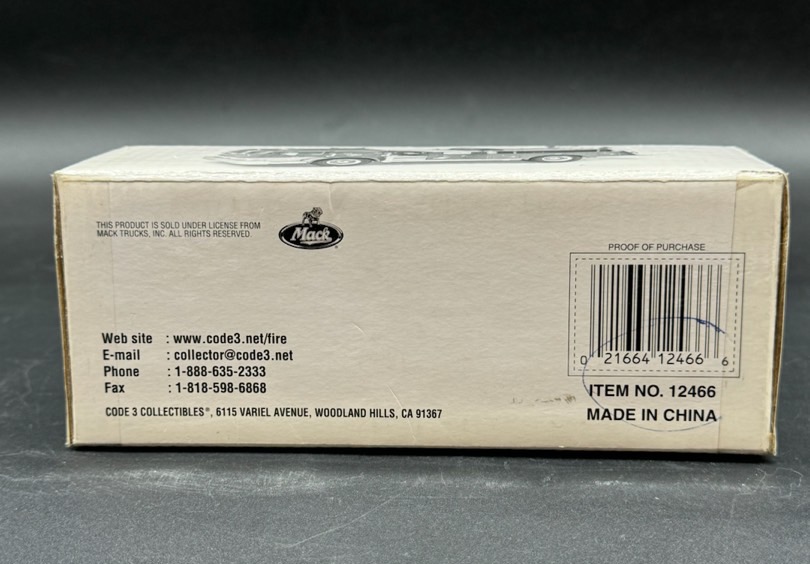 THIS PRODUCT IS SOLD UNDER LICENSE FROM
MACK TRUCKS, INC. ALL RIGHTS RESERVED.
Mack
Web site : www.code3.net/fire
E-mail : collector@code3.net
Phone : 1-888-635-2333
Fax : 1-818-598-6868
CODE 3 COLLECTIBLES®, 6115 VARIEL AVENUE, WOODLAND HILLS, CA 91367
PROOF OF PURCHASE
0 21664 12466 6
ITEM NO. 12466
MADE IN CHINA